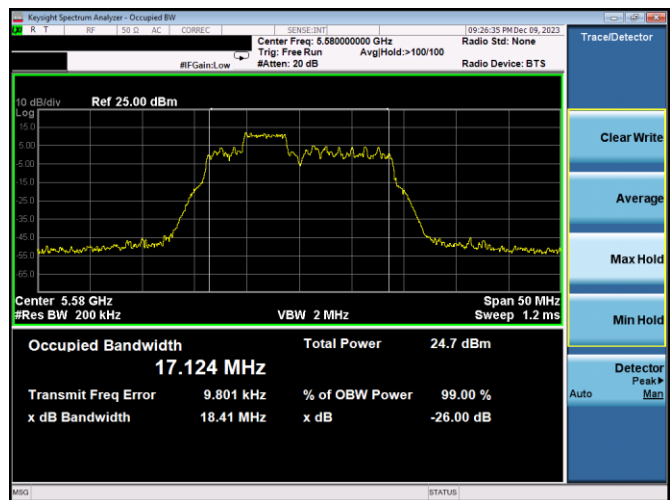 Keysight Spectrum Analyzer - Occupied BW
R T RF 50 Ω AC CORREC SENSE:INT 09:26:35 PM Dec 09, 2023
Center Freq: 5.580000000 GHz Radio Std: None
Trig: Free Run Avg|Hold:>100/100
#IFGain:Low #Atten: 20 dB Radio Device: BTS
10 dB/div Ref 25.00 dBm
Log
15.0
5.00
-5.00
-15.0
-25.0
-35.0
-45.0
-55.0
-65.0
Center 5.58 GHz Span 50 MHz
#Res BW 200 kHz VBW 2 MHz Sweep 1.2 ms
Occupied Bandwidth Total Power 24.7 dBm
17.124 MHz
Transmit Freq Error 9.801 kHz % of OBW Power 99.00 %
x dB Bandwidth 18.41 MHz x dB -26.00 dB
MSG STATUS
Trace/Detector
Clear Write
Average
Max Hold
Min Hold
Detector
Peak▶
Auto Man